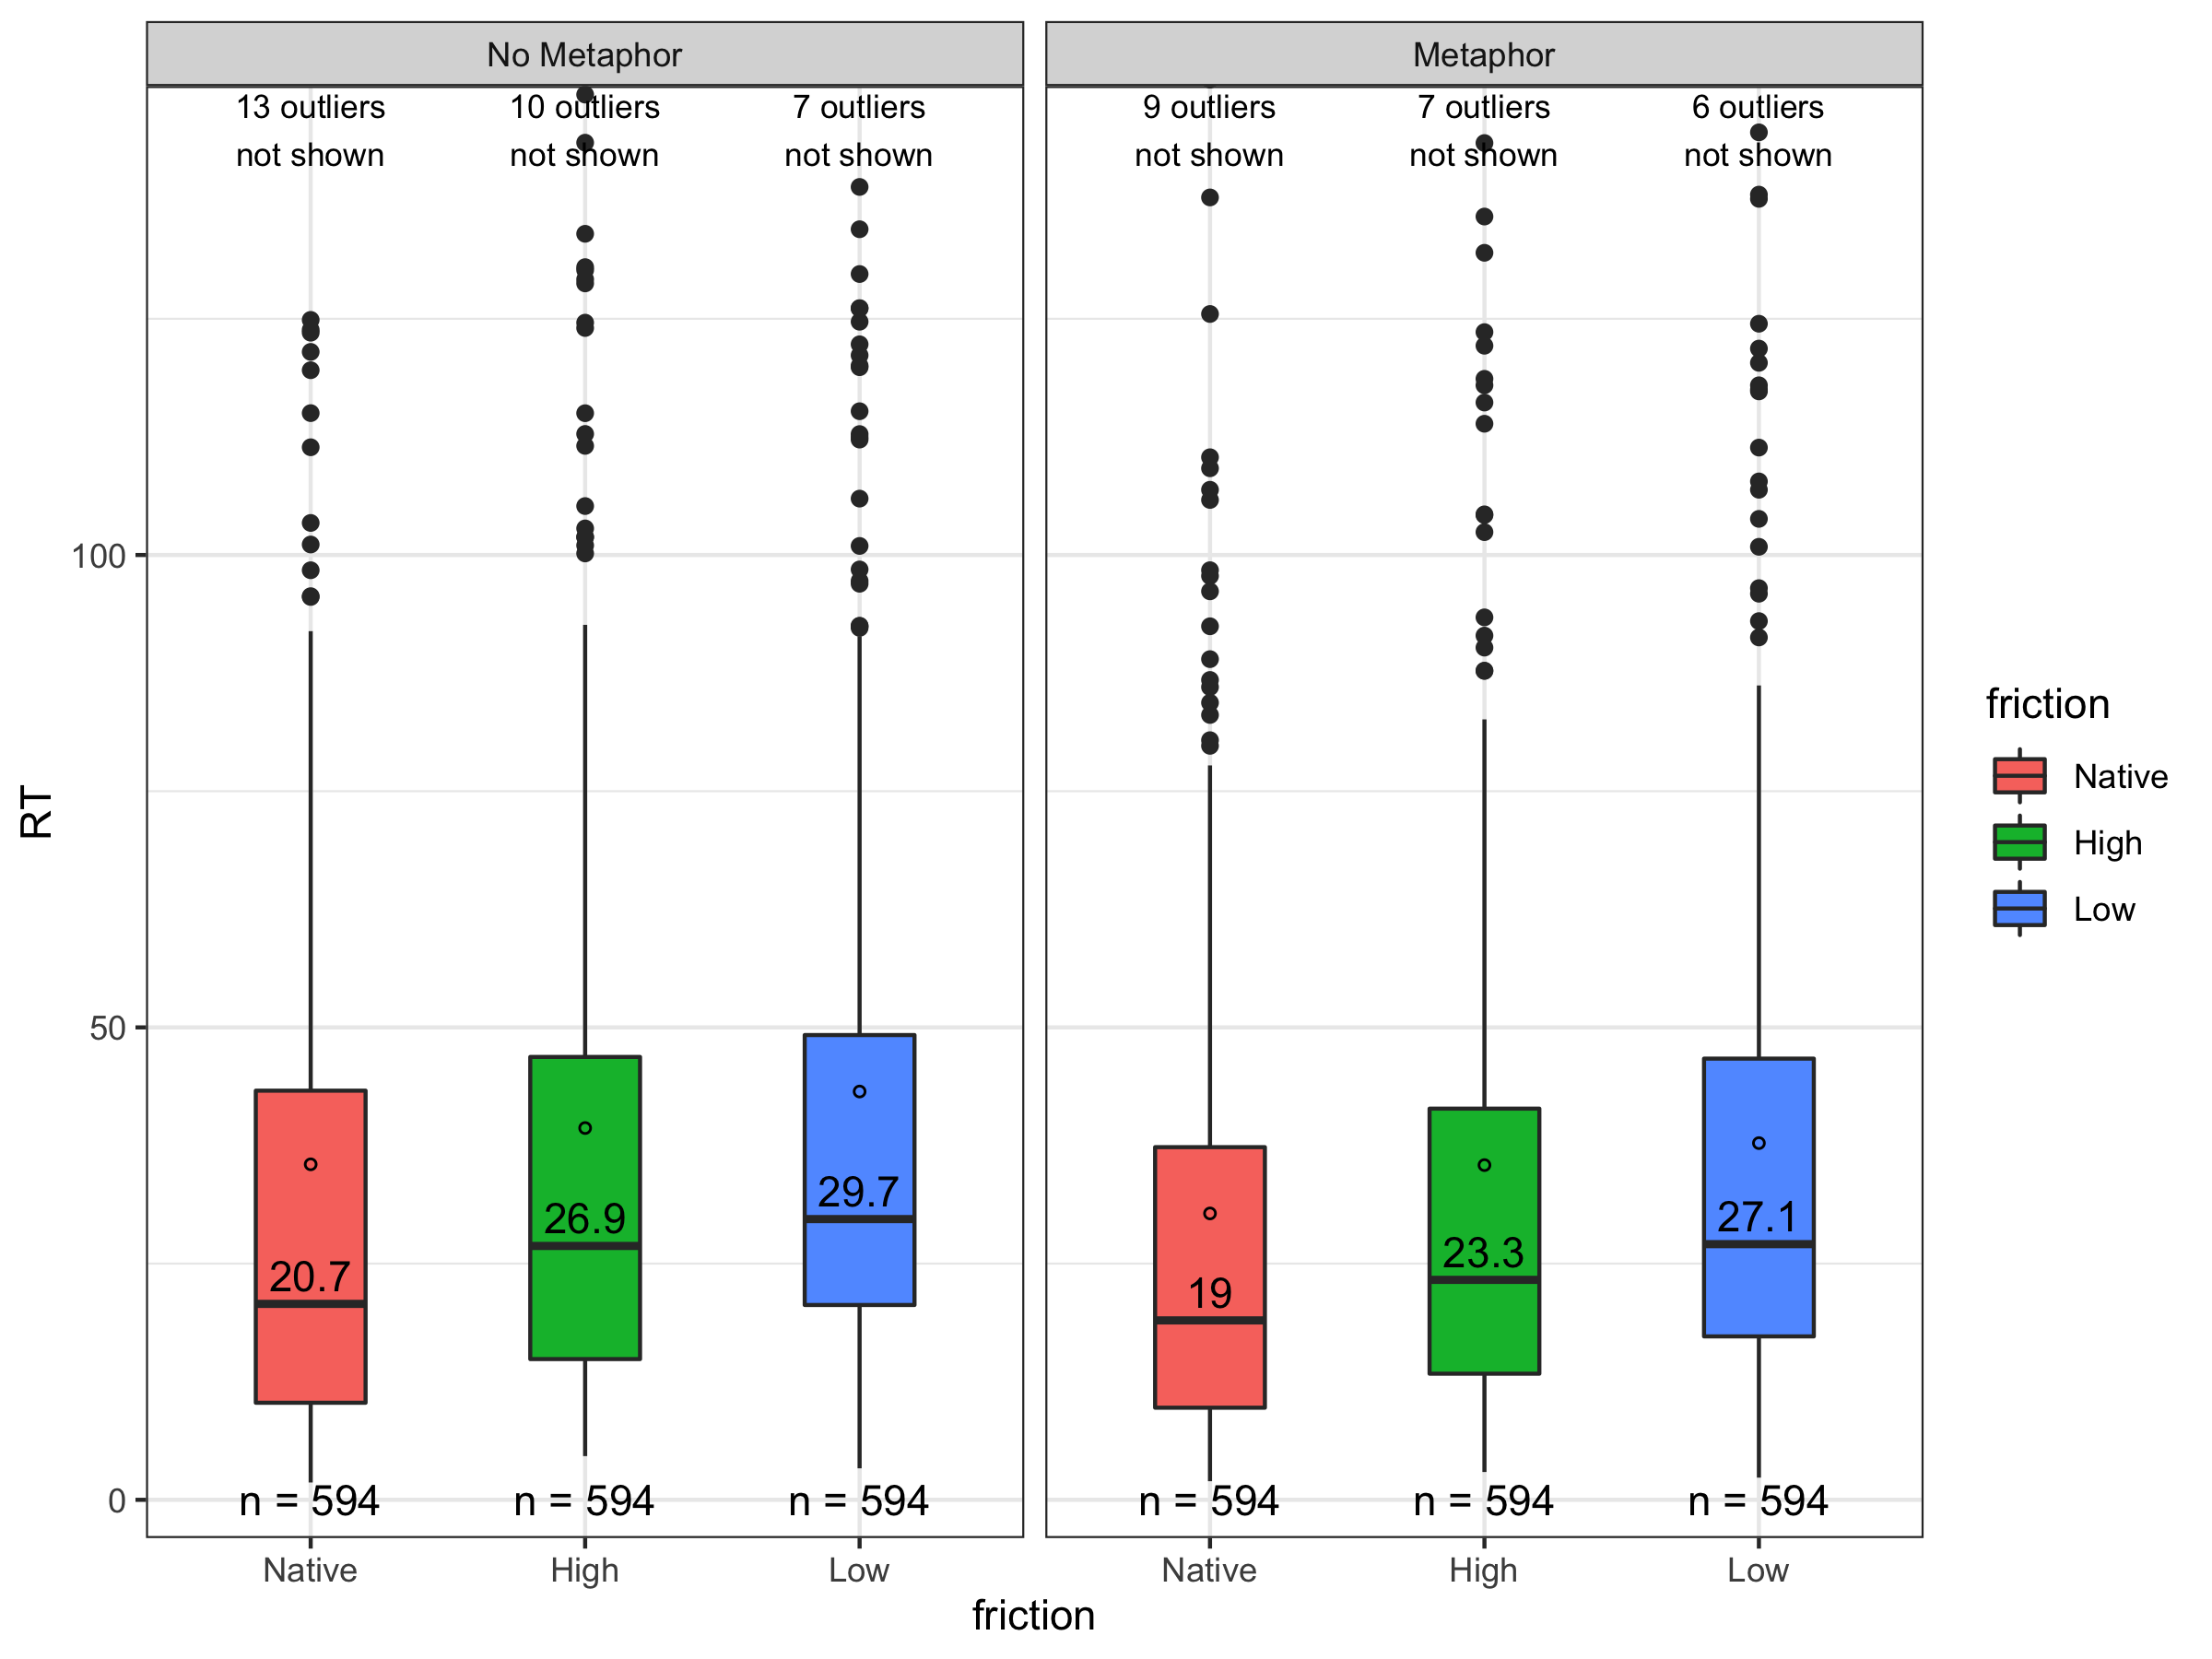 No Metaphor
Metaphor
13 outliers
not shown
10 outliers
not shown
7 outliers
not shown
9 outliers
not shown
7 outliers
not shown
6 outliers
not shown
RT
100
50
0
20.7
26.9
29.7
19
23.3
27.1
n = 594
n = 594
n = 594
n = 594
n = 594
n = 594
Native
High
Low
Native
High
Low
friction
friction
Native
High
Low